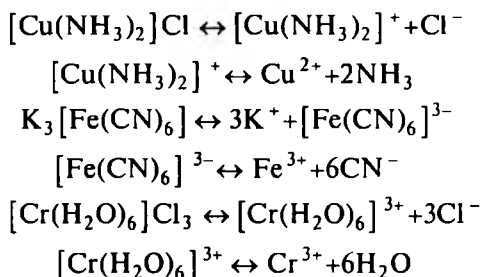 [Cu(NH₃)₂]Cl ↔ [Cu(NH₃)₂]⁺+Cl⁻
[Cu(NH₃)₂]⁺ ↔ Cu²⁺+2NH₃
K₃[Fe(CN)₆] ↔ 3K⁺+[Fe(CN)₆]³⁻
[Fe(CN)₆]³⁻ ↔ Fe³⁺+6CN⁻
[Cr(H₂O)₆]Cl₃ ↔ [Cr(H₂O)₆]³⁺+3Cl⁻
[Cr(H₂O)₆]³⁺ ↔ Cr³⁺+6H₂O